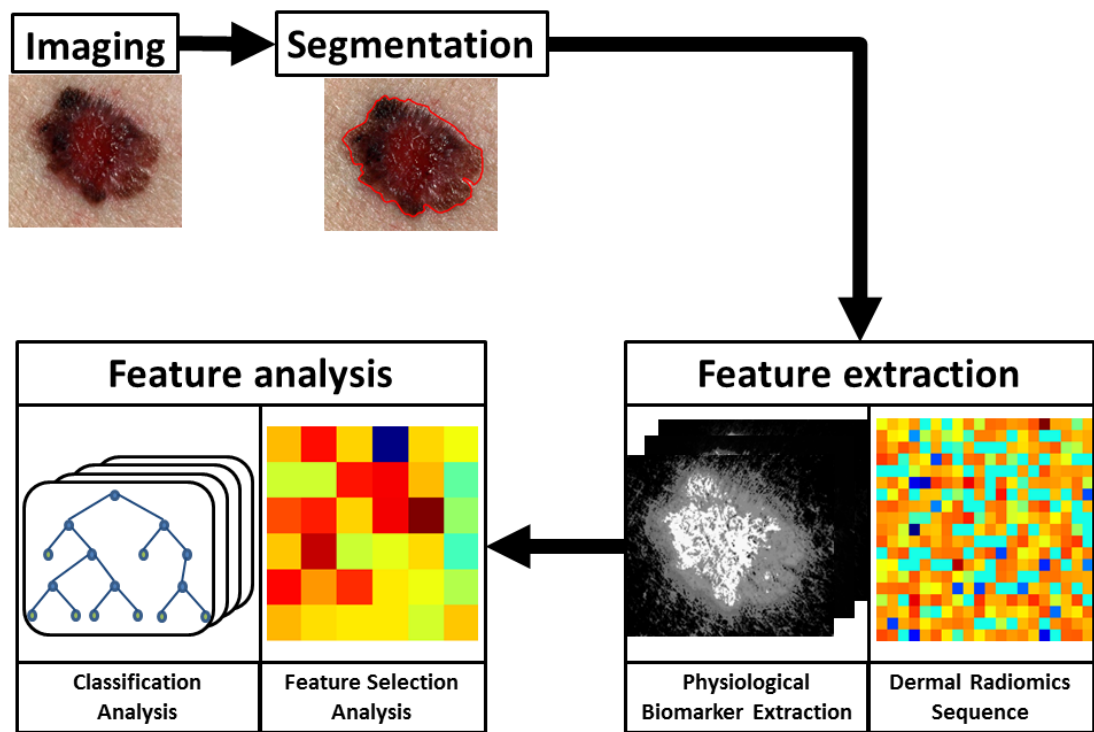 Imaging
Segmentation
Feature analysis
Feature extraction
Classification
Analysis
Feature Selection
Analysis
Physiological
Biomarker Extraction
Dermal Radiomics
Sequence